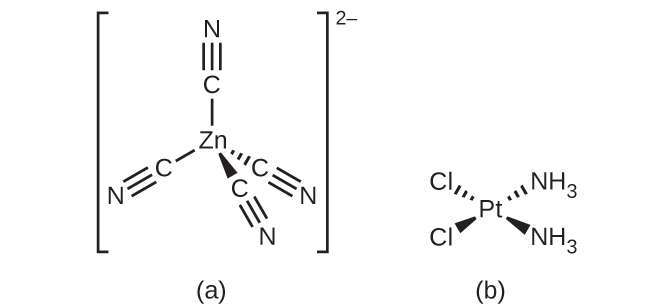 2–
N
C
Zn
C C
N C N
N
Cl NH3
Pt
Cl NH3
(a) (b)